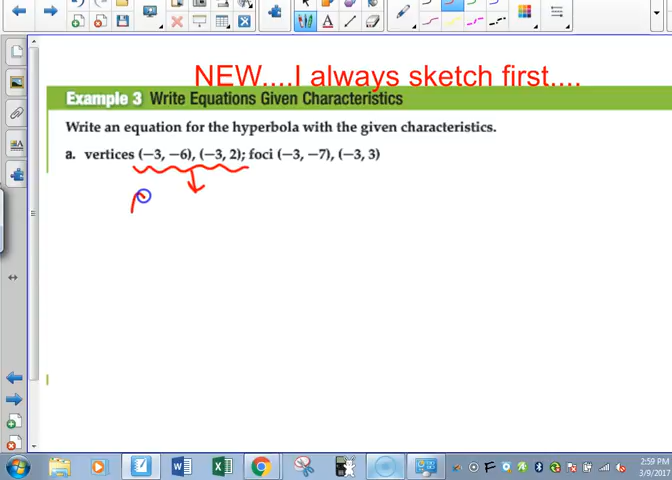 NEW....I always sketch first....
Example 3 Write Equations Given Characteristics
Write an equation for the hyperbola with the given characteristics.
a. vertices (−3, −6), (−3, 2); foci (−3, −7), (−3, 3)
2:59 PM
3/9/2017